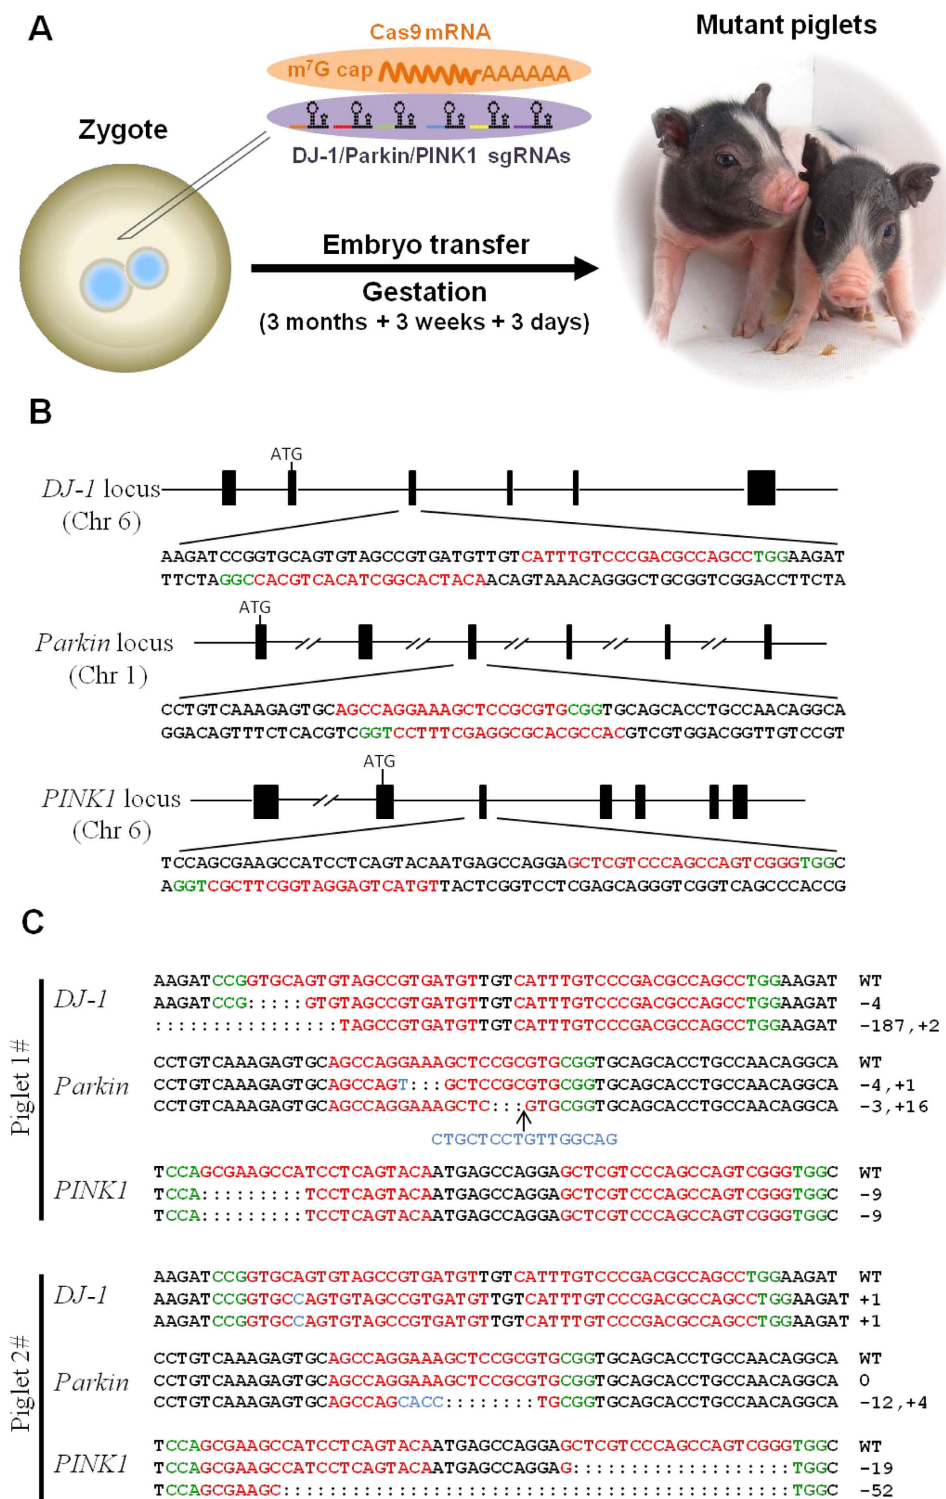 A
Cas9 mRNA
m⁷G cap AAAAAA
DJ-1/Parkin/PINK1 sgRNAs
Zygote
Embryo transfer
Gestation
(3 months + 3 weeks + 3 days)
Mutant piglets
B
ATG
DJ-1 locus
(Chr 6)
AAGATCCGGTGCAGTGTAGCCGTGATGTTGTCATTTGTCCCGACGCCAGCCTGGAAGAT
TTCTAGGCCACGTCACATCGGCACTACAACAGTAAACAGGGCTGCGGTCGGACCTTCTA
ATG
Parkin locus
(Chr 1)
CCTGTCAAAGAGTGCAGCCAGGAAAGCTCCGCGTGCGGTGCAGCACCTGCCAACAGGCA
GGACAGTTTCTCACGTCGGTCCTTTCGAGGCGCACGCCACGTCGTGGACGGTTGTCCGT
ATG
PINK1 locus
(Chr 6)
TCCAGCGAAGCCATCCTCAGTACAATGAGCCAGGAGCTCGTCCCAGCCAGTCGGGTGGC
AGGTCGCTTCGGTAGGAGTCATGTTACTCGGTCCTCGAGCAGGGTCGGTCAGCCCACCG
C
Piglet 1#
DJ-1
AAGATCCGGTGCAGTGTAGCCGTGATGTTGTCATTTGTCCCGACGCCAGCCTGGAAGAT WT
AAGATCCG:::::GTGTAGCCGTGATGTTGTCATTTGTCCCGACGCCAGCCTGGAAGAT -4
::::::::::::::::TAGCCGTGATGTTGTCATTTGTCCCGACGCCAGCCTGGAAGAT -187,+2
Parkin
CCTGTCAAAGAGTGCAGCCAGGAAAGCTCCGCGTGCGGTGCAGCACCTGCCAACAGGCA WT
CCTGTCAAAGAGTGCAGCCAGT:::GCTCCGCGTGCGGTGCAGCACCTGCCAACAGGCA -4,+1
CCTGTCAAAGAGTGCAGCCAGGAAAGCTC:::GTGCGGTGCAGCACCTGCCAACAGGCA -3,+16
CTGCTCCTGTTGGCAG
PINK1
TCCAGCGAAGCCATCCTCAGTACAATGAGCCAGGAGCTCGTCCCAGCCAGTCGGGTGGC WT
TCCA:::::::::TCCTCAGTACAATGAGCCAGGAGCTCGTCCCAGCCAGTCGGGTGGC -9
TCCA:::::::::TCCTCAGTACAATGAGCCAGGAGCTCGTCCCAGCCAGTCGGGTGGC -9
Piglet 2#
DJ-1
AAGATCCGGTGCAGTGTAGCCGTGATGTTGTCATTTGTCCCGACGCCAGCCTGGAAGAT WT
AAGATCCGGTGCCAGTGTAGCCGTGATGTTGTCATTTGTCCCGACGCCAGCCTGGAAGAT +1
AAGATCCGGTGCCAGTGTAGCCGTGATGTTGTCATTTGTCCCGACGCCAGCCTGGAAGAT +1
Parkin
CCTGTCAAAGAGTGCAGCCAGGAAAGCTCCGCGTGCGGTGCAGCACCTGCCAACAGGCA WT
CCTGTCAAAGAGTGCAGCCAGGAAAGCTCCGCGTGCGGTGCAGCACCTGCCAACAGGCA 0
CCTGTCAAAGAGTGCAGCCAGCACC::::::::TGCGGTGCAGCACCTGCCAACAGGCA -12,+4
PINK1
TCCAGCGAAGCCATCCTCAGTACAATGAGCCAGGAGCTCGTCCCAGCCAGTCGGGTGGC WT
TCCAGCGAAGCCATCCTCAGTACAATGAGCCAGGAG:::::::::::::::::::TGGC -19
TCCAGCGAAGC::::::::::::::::::::::::::::::::::::::::::::TGGC -52